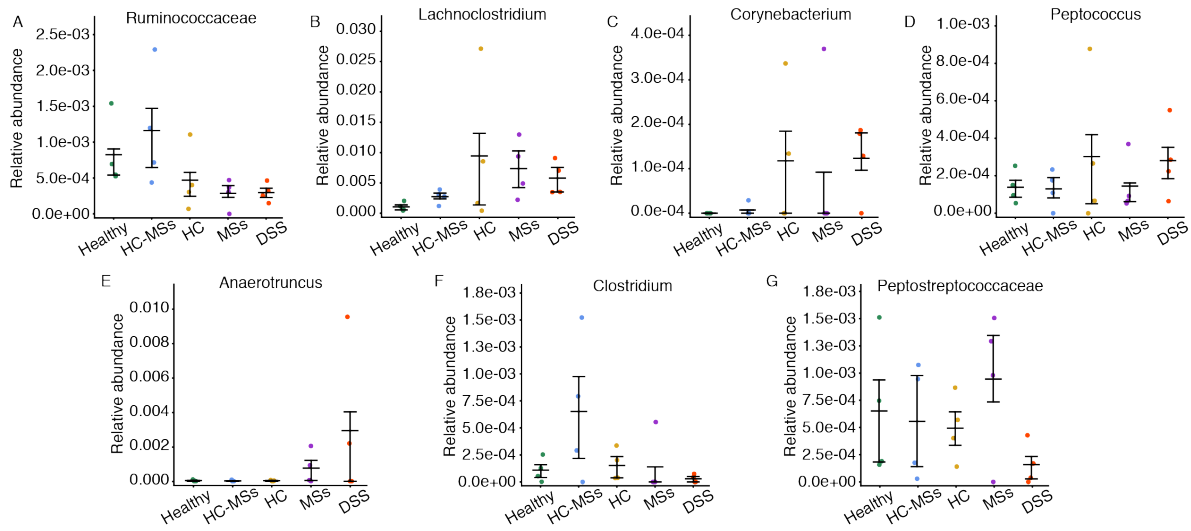 A Ruminococcaceae
Relative abundance
2.5e-03
1.5e-03
1.0e-03
5.0e-04
0.0e+00
Healthy HC-MSs HC MSs DSS
B Lachnoclostridium
Relative abundance
0.030
0.025
0.020
0.015
0.010
0.005
0.000
Healthy HC-MSs HC MSs DSS
C Corynebacterium
Relative abundance
4.0e-04
3.0e-04
2.0e-04
1.0e-04
0.0e-04
Healthy HC-MSs HC MSs DSS
D Peptococcus
Relative abundance
1.0e-03
8.0e-04
6.0e-04
4.0e-04
2.0e-04
0.0e+00
Healthy HC-MSs HC MSs DSS
E Anaerotruncus
Relative abundance
0.010
0.008
0.006
0.004
0.002
0.000
Healthy HC-MSs HC MSs DSS
F Clostridium
Relative abundance
1.8e-03
1.5e-03
1.2e-03
1.0e-03
7.5e-04
5.0e-04
2.5e-04
0.0e+00
Healthy HC-MSs HC MSs DSS
G Peptostreptococcaceae
Relative abundance
1.8e-03
1.5e-03
1.2e-03
1.0e-03
7.5e-04
5.0e-04
2.5e-04
0.0e+00
Healthy HC-MSs HC MSs DSS